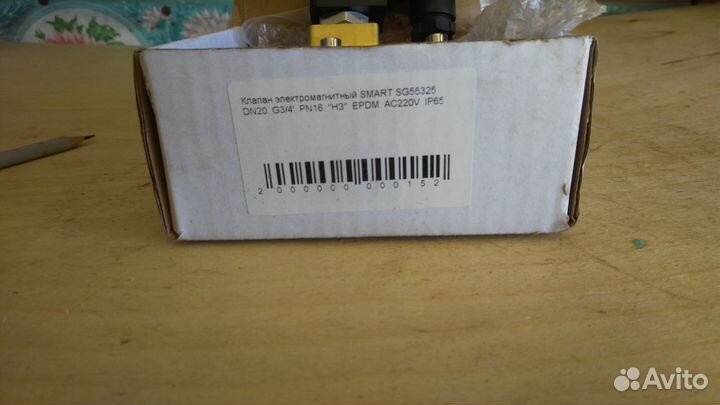 Клапан электромагнитный SMART SG55325
DN20. G3/4' PN16. "НЗ" EPDM. AC220V. IP65
2 000000 000152
Avito